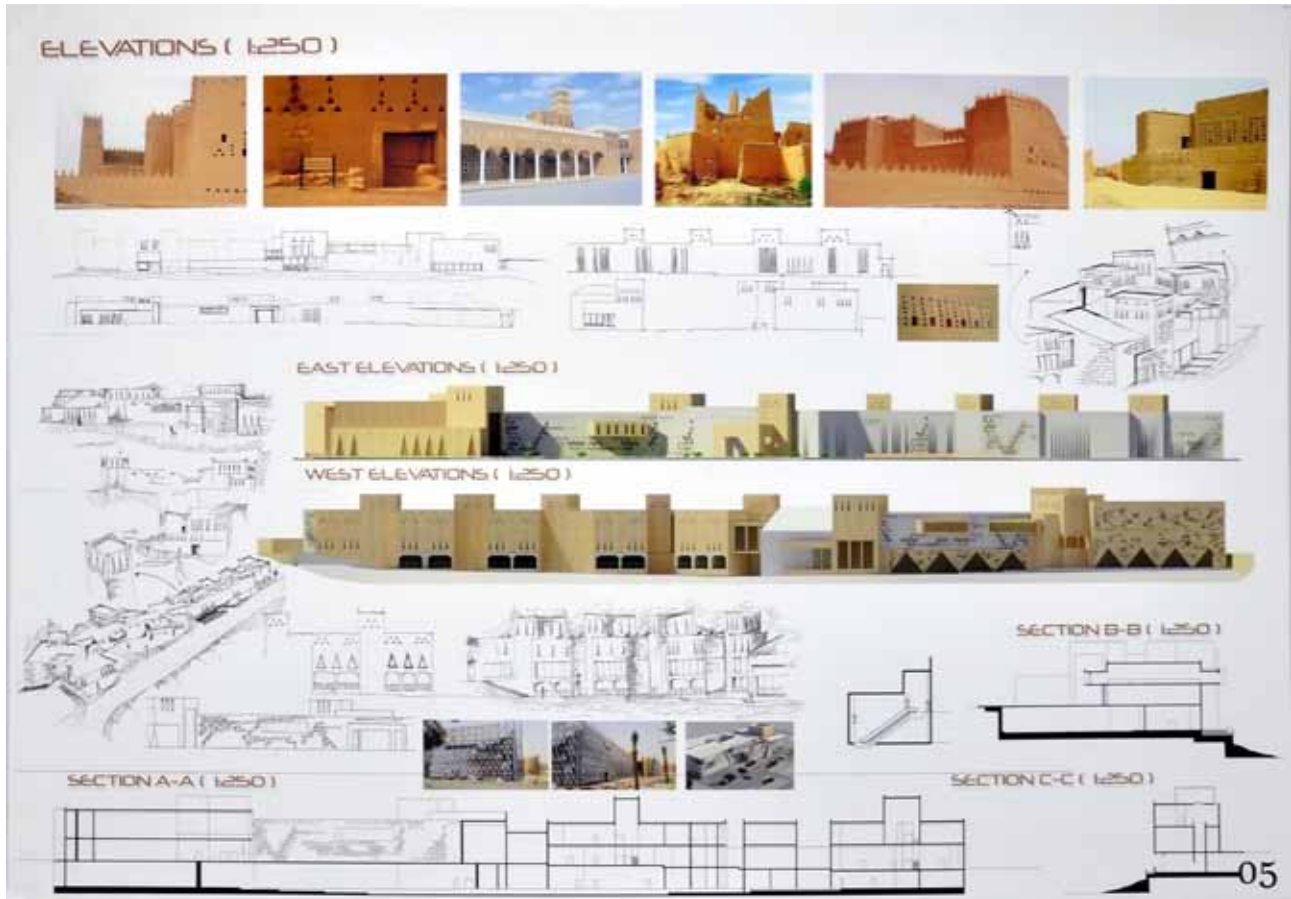 ELEVATIONS ( 1:250 )
EAST ELEVATIONS ( 1:250 )
WEST ELEVATIONS ( 1:250 )
SECTION B-B ( 1:250 )
SECTION A-A ( 1:250 )
SECTION C-C ( 1:250 )
05